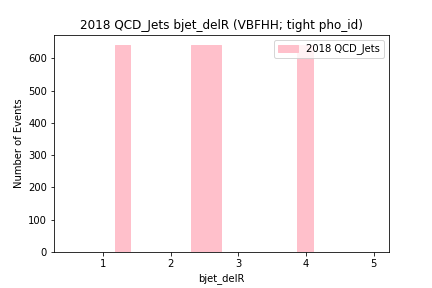 2018 QCD_Jets bjet_delR (VBFHH; tight pho_id)
2018 QCD_Jets
Number of Events
600
500
400
300
200
100
0
1 2 3 4 5
bjet_delR